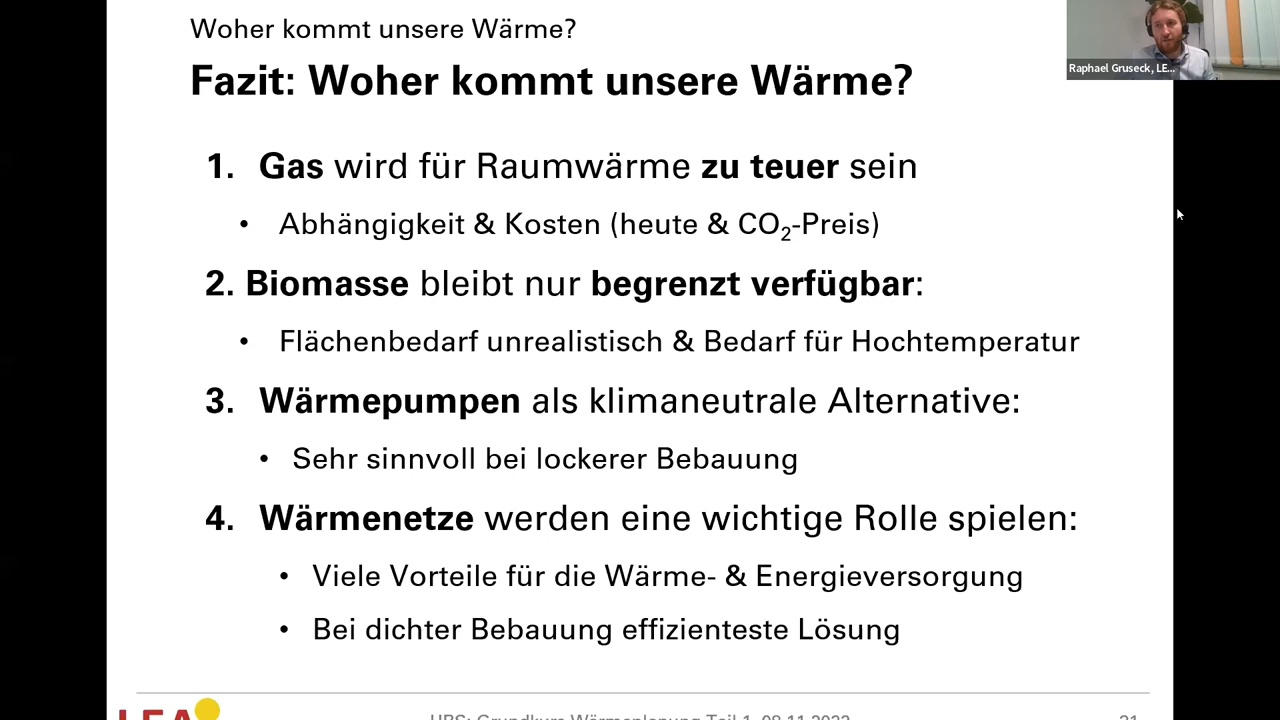 Woher kommt unsere Wärme?
Fazit: Woher kommt unsere Wärme?
Raphael Gruseck, LE...
1. Gas wird für Raumwärme zu teuer sein
• Abhängigkeit & Kosten (heute & CO₂-Preis)
2. Biomasse bleibt nur begrenzt verfügbar:
• Flächenbedarf unrealistisch & Bedarf für Hochtemperatur
3. Wärmepumpen als klimaneutrale Alternative:
• Sehr sinnvoll bei lockerer Bebauung
4. Wärmenetze werden eine wichtige Rolle spielen:
• Viele Vorteile für die Wärme- & Energieversorgung
• Bei dichter Bebauung effizienteste Lösung
LEA
Grundkurs Wärmeplanung Teil 1, 08.11.2022